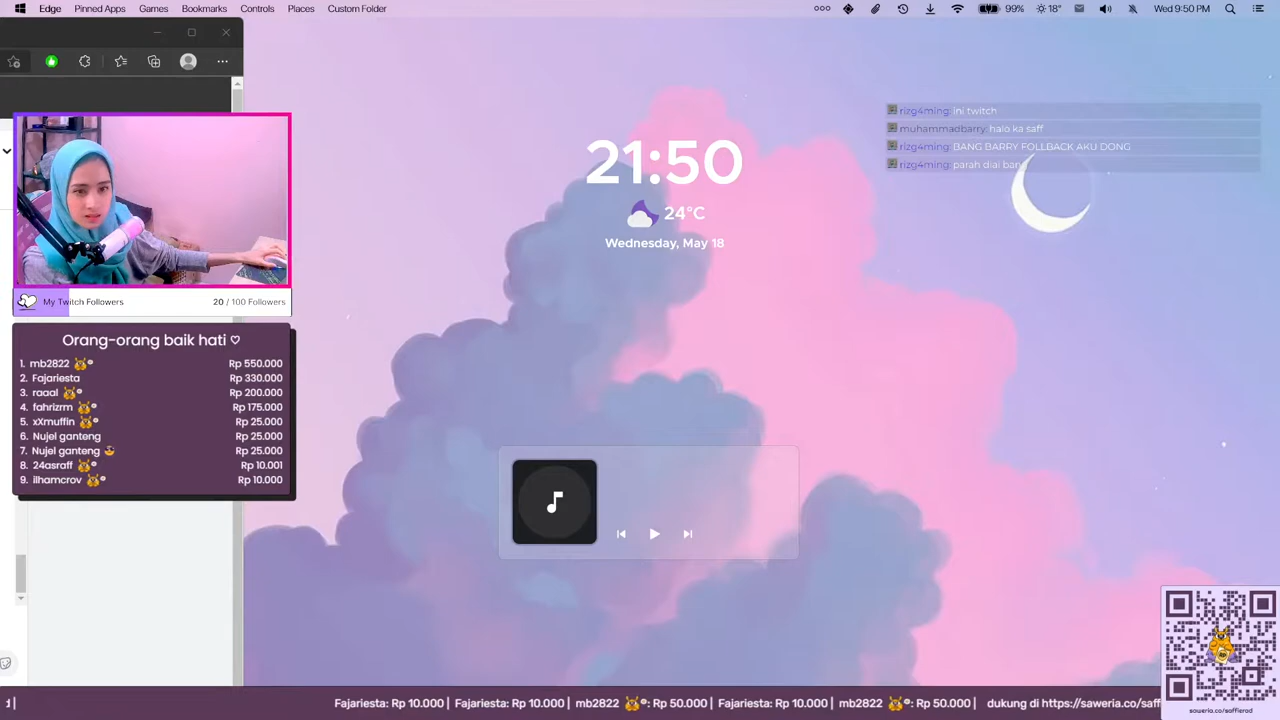 Edge Pinned Apps Games Bookmarks Controls Places Custom Folder 99% 18° Wed 9:50 PM
rizg4ming: ini twitch
muhammadbarry halo ka saff
rizg4ming: BANG BARRY FOLLBACK AKU DONG
rizg4ming: parah diai bang
21:50
24°C
Wednesday, May 18
My Twitch Followers 20 / 100 Followers
Orang-orang baik hati ♡
1. mb2822 Rp 550.000
2. Fajariesta Rp 330.000
3. raaal Rp 200.000
4. fahrizrm Rp 175.000
5. xXmuffin Rp 25.000
6. Nujel ganteng Rp 25.000
7. Nujel ganteng Rp 25.000
8. 24asraff Rp 10.001
9. ilhamcrov Rp 10.000
saweria.co/saffierad
1 | Fajariesta: Rp 10.000 | Fajariesta: Rp 10.000 | mb2822: Rp 50.000 | Fajariesta: Rp 10.000 | mb2822: Rp 50.000 | dukung di https://saweria.co/saff